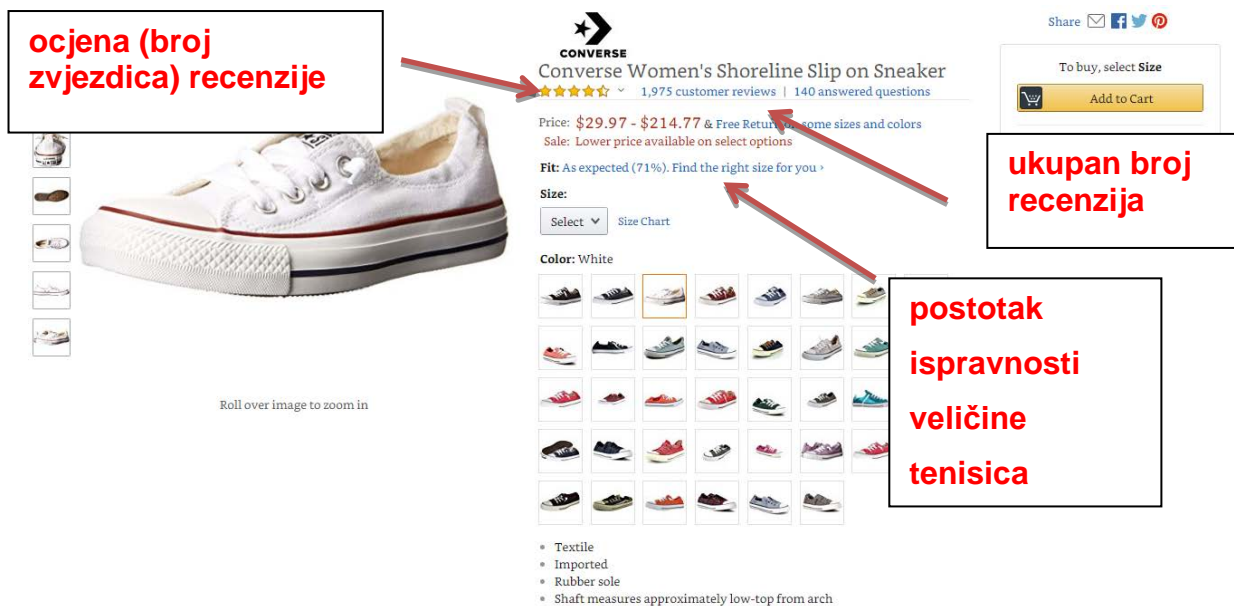 ocjena (broj
zvjezdica) recenzije
CONVERSE
Converse Women's Shoreline Slip on Sneaker
1,975 customer reviews | 140 answered questions
Price: $29.97 - $214.77 & Free Return on some sizes and colors
Sale: Lower price available on select options
Fit: As expected (71%). Find the right size for you ›
Size:
Select Size Chart
Color: White
Share
To buy, select Size
Add to Cart
ukupan broj
recenzija
postotak
ispravnosti
veličine
tenisica
Roll over image to zoom in
• Textile
• Imported
• Rubber sole
• Shaft measures approximately low-top from arch